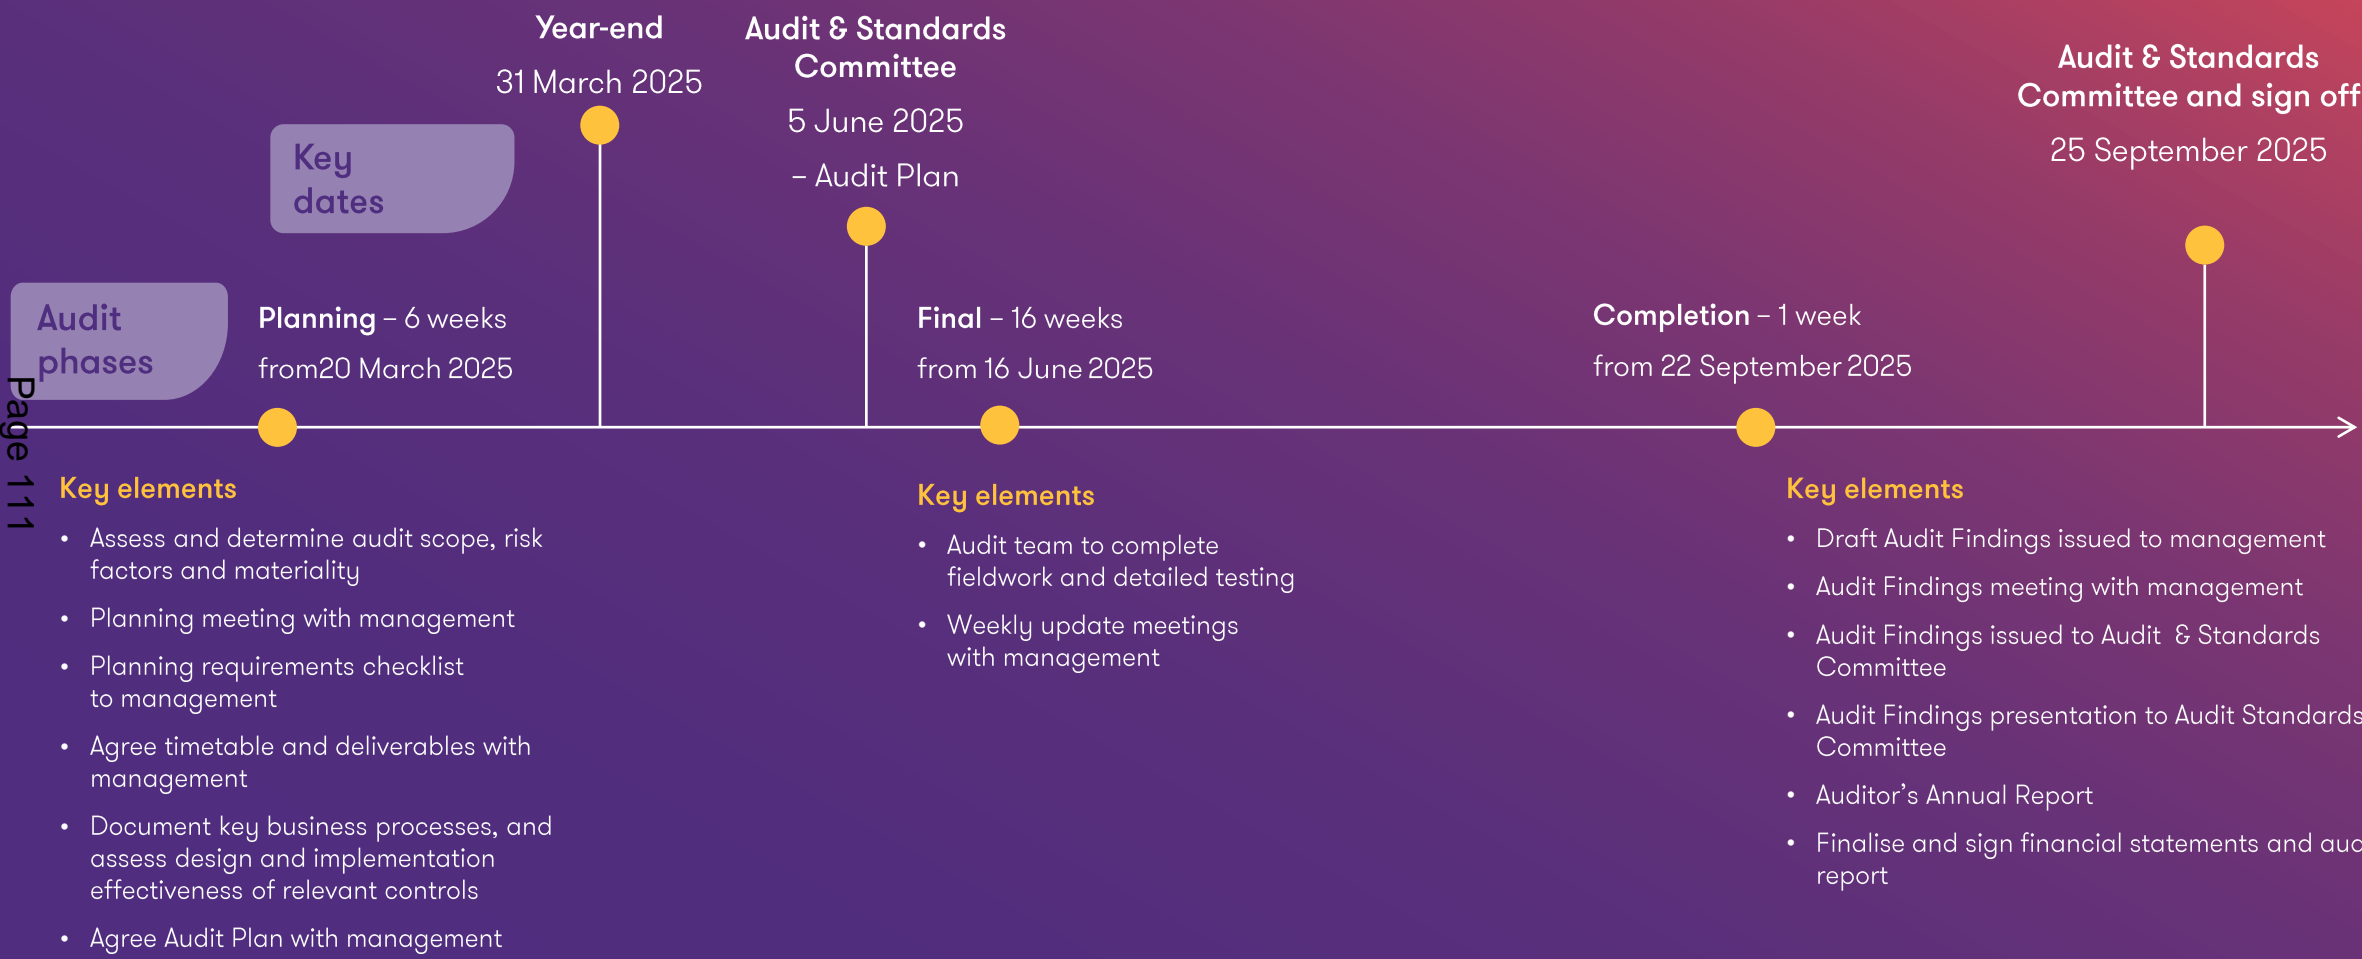 Year-end
31 March 2025
Audit & Standards
Committee
5 June 2025
– Audit Plan
Audit & Standards
Committee and sign off
25 September 2025
Key
dates
Audit
phases
Planning – 6 weeks
from20 March 2025
Final – 16 weeks
from 16 June 2025
Completion – 1 week
from 22 September 2025
Page 111
Key elements
• Assess and determine audit scope, risk
factors and materiality
• Planning meeting with management
• Planning requirements checklist
to management
• Agree timetable and deliverables with
management
• Document key business processes, and
assess design and implementation
effectiveness of relevant controls
• Agree Audit Plan with management
Key elements
• Audit team to complete
fieldwork and detailed testing
• Weekly update meetings
with management
Key elements
• Draft Audit Findings issued to management
• Audit Findings meeting with management
• Audit Findings issued to Audit  & Standards
Committee
• Audit Findings presentation to Audit Standards
Committee
• Auditor’s Annual Report
• Finalise and sign financial statements and
report